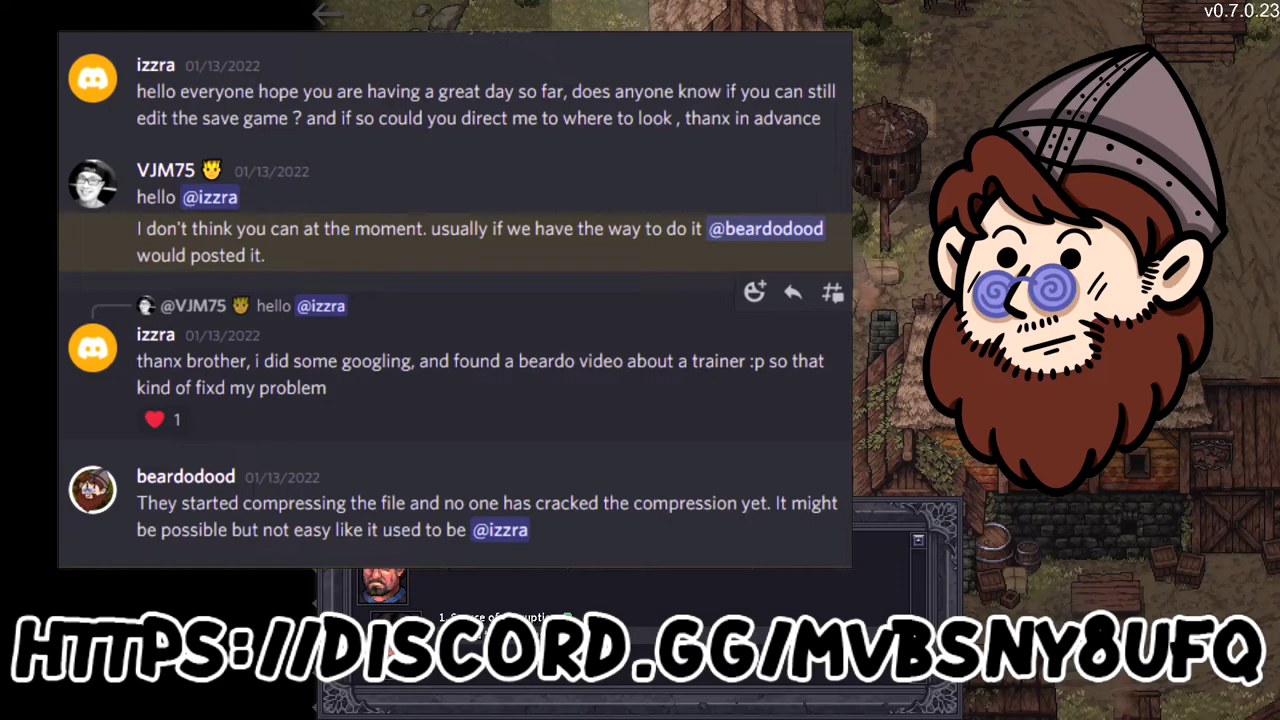 v0.7.0.23
izzra 01/13/2022
hello everyone hope you are having a great day so far, does anyone know if you can still
edit the save game ? and if so could you direct me to where to look , thanx in advance
VJM75 01/13/2022
hello @izzra
I don't think you can at the moment. usually if we have the way to do it @beardodood
would posted it.
@VJM75 hello @izzra
izzra 01/13/2022
thanx brother, i did some googling, and found a beardo video about a trainer :p so that
kind of fixd my problem
1
beardodood 01/13/2022
They started compressing the file and no one has cracked the compression yet. It might
be possible but not easy like it used to be @izzra
HTTPS://DISCORD.GG/MVBSNY8UFQ